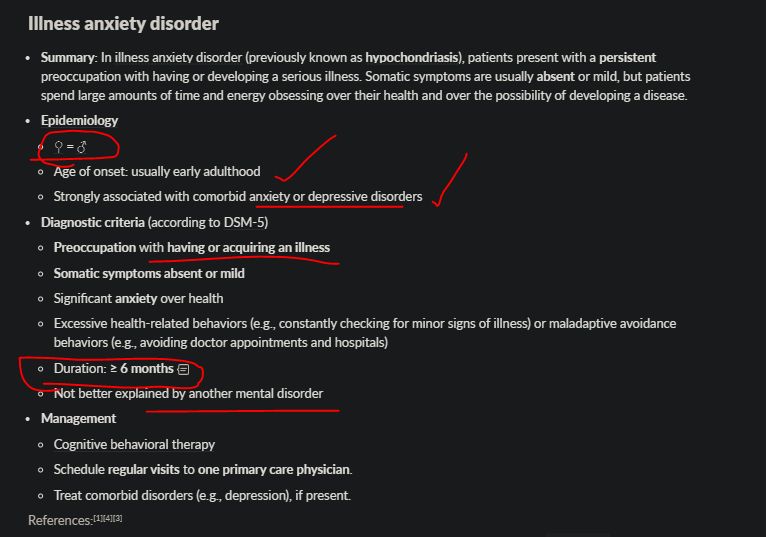 Illness anxiety disorder
• Summary: In illness anxiety disorder (previously known as hypochondriasis), patients present with a persistent
preoccupation with having or developing a serious illness. Somatic symptoms are usually absent or mild, but patients
spend large amounts of time and energy obsessing over their health and over the possibility of developing a disease.
• Epidemiology
◦ ♀ = ♂
◦ Age of onset: usually early adulthood
◦ Strongly associated with comorbid anxiety or depressive disorders
• Diagnostic criteria (according to DSM-5)
◦ Preoccupation with having or acquiring an illness
◦ Somatic symptoms absent or mild
◦ Significant anxiety over health
◦ Excessive health-related behaviors (e.g., constantly checking for minor signs of illness) or maladaptive avoidance
behaviors (e.g., avoiding doctor appointments and hospitals)
◦ Duration: ≥ 6 months
◦ Not better explained by another mental disorder
• Management
◦ Cognitive behavioral therapy
◦ Schedule regular visits to one primary care physician.
◦ Treat comorbid disorders (e.g., depression), if present.
References:[1][4][3]